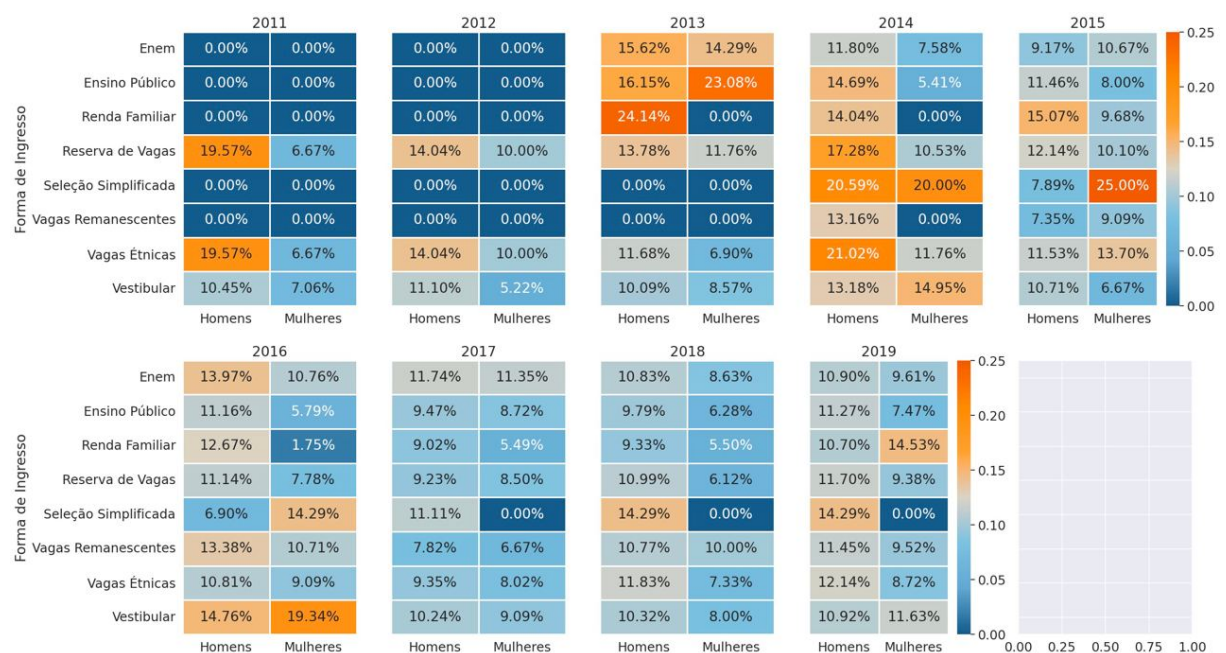 2011 2012 2013 2014 2015
Enem 0.00% 0.00% 0.00% 0.00% 15.62% 14.29% 11.80% 7.58% 9.17% 10.67% 0.25
Ensino Público 0.00% 0.00% 0.00% 0.00% 16.15% 23.08% 14.69% 5.41% 11.46% 8.00% 0.20
Renda Familiar 0.00% 0.00% 0.00% 0.00% 24.14% 0.00% 14.04% 0.00% 15.07% 9.68%
Reserva de Vagas 19.57% 6.67% 14.04% 10.00% 13.78% 11.76% 17.28% 10.53% 12.14% 10.10% 0.15
Seleção Simplificada 0.00% 0.00% 0.00% 0.00% 0.00% 0.00% 20.59% 20.00% 7.89% 25.00% 0.10
Vagas Remanescentes 0.00% 0.00% 0.00% 0.00% 0.00% 0.00% 13.16% 0.00% 7.35% 9.09%
Vagas Étnicas 19.57% 6.67% 14.04% 10.00% 11.68% 6.90% 21.02% 11.76% 11.53% 13.70% 0.05
Vestibular 10.45% 7.06% 11.10% 5.22% 10.09% 8.57% 13.18% 14.95% 10.71% 6.67% 0.00
Forma de Ingresso
Homens Mulheres Homens Mulheres Homens Mulheres Homens Mulheres Homens Mulheres
2016 2017 2018 2019
Enem 13.97% 10.76% 11.74% 11.35% 10.83% 8.63% 10.90% 9.61% 0.25
Ensino Público 11.16% 5.79% 9.47% 8.72% 9.79% 6.28% 11.27% 7.47% 0.20
Renda Familiar 12.67% 1.75% 9.02% 5.49% 9.33% 5.50% 10.70% 14.53%
Reserva de Vagas 11.14% 7.78% 9.23% 8.50% 10.99% 6.12% 11.70% 9.38% 0.15
Seleção Simplificada 6.90% 14.29% 11.11% 0.00% 14.29% 0.00% 14.29% 0.00% 0.10
Vagas Remanescentes 13.38% 10.71% 7.82% 6.67% 10.77% 10.00% 11.45% 9.52%
Vagas Étnicas 10.81% 9.09% 9.35% 8.02% 11.83% 7.33% 12.14% 8.72% 0.05
Vestibular 14.76% 19.34% 10.24% 9.09% 10.32% 8.00% 10.92% 11.63% 0.00
Forma de Ingresso
Homens Mulheres Homens Mulheres Homens Mulheres Homens Mulheres 0.00 0.25 0.50 0.75 1.00